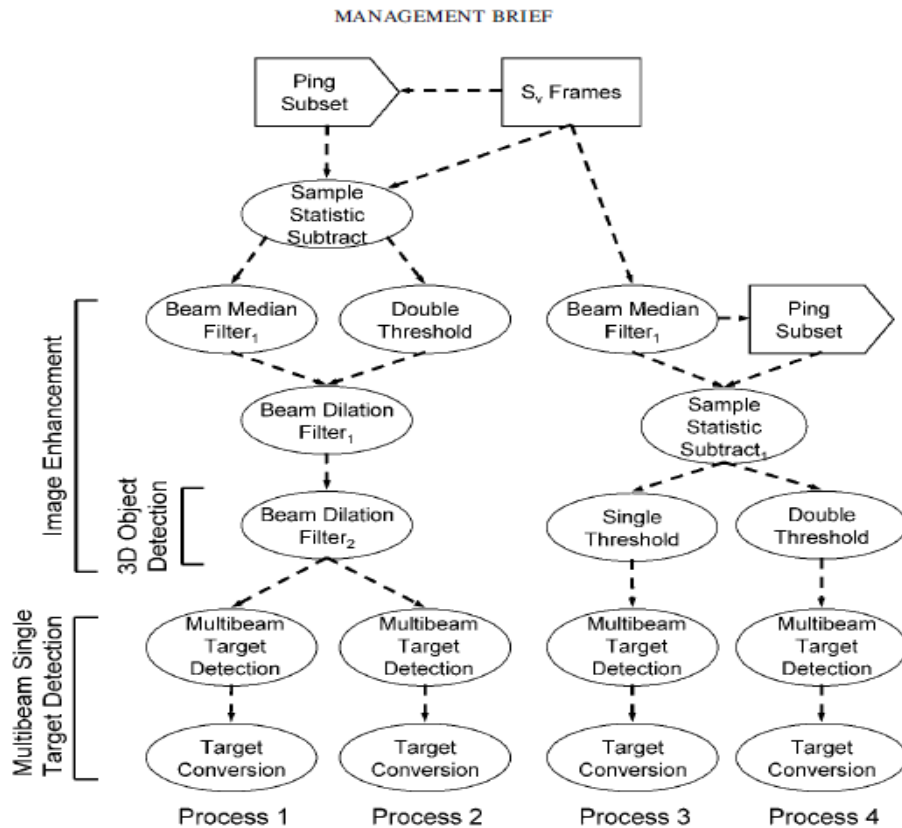 MANAGEMENT BRIEF
Ping
Subset
Sᵥ Frames
Sample
Statistic
Subtract
Beam Median
Filter₁
Double
Threshold
Beam Median
Filter₁
Ping
Subset
Beam Dilation
Filter₁
Sample
Statistic
Subtract₁
Image Enhancement
3D Object
Detection
Beam Dilation
Filter₂
Single
Threshold
Double
Threshold
Multibeam Single
Target Detection
Multibeam
Target
Detection
Multibeam
Target
Detection
Multibeam
Target
Detection
Multibeam
Target
Detection
Target
Conversion
Target
Conversion
Target
Conversion
Target
Conversion
Process 1
Process 2
Process 3
Process 4